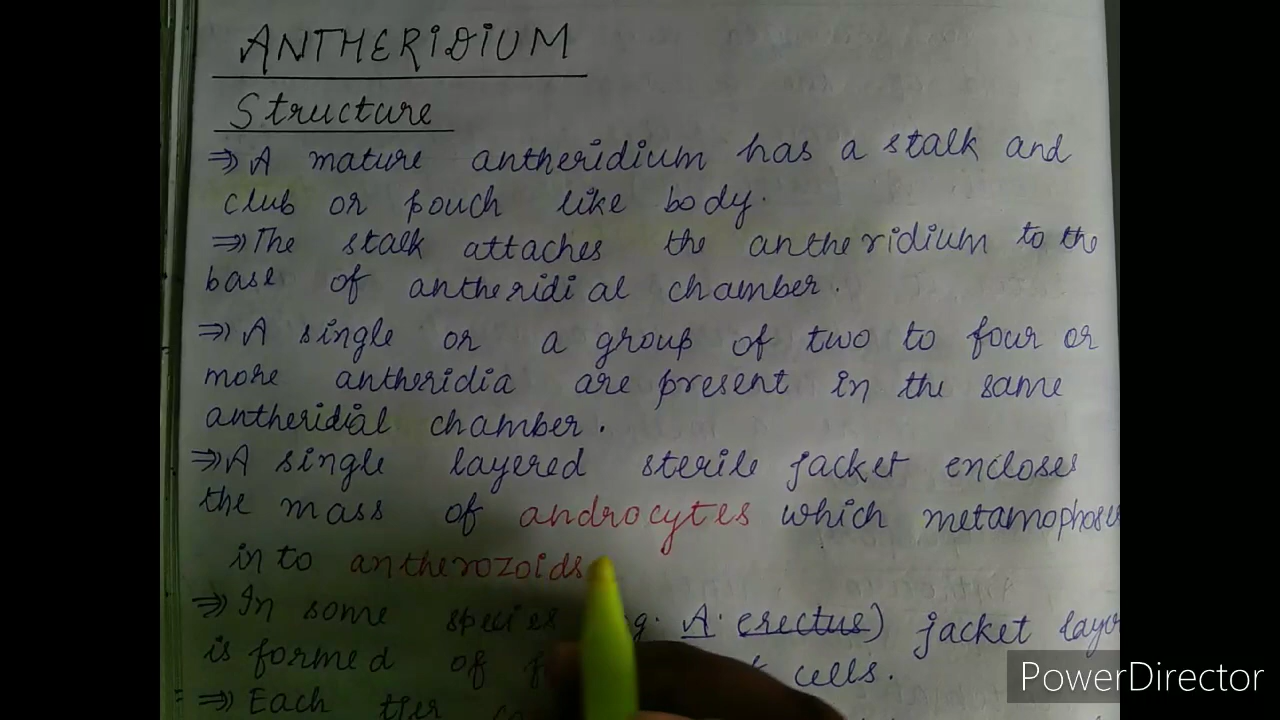 ANTHERIDIUM
Structure
⇒ A mature antheridium has a stalk and
club or pouch like body.
⇒ The stalk attaches the antheridium to the
base of antheridial chamber.
⇒ A single or a group of two to four or
more antheridia are present in the same
antheridial chamber.
⇒ A single layered sterile jacket encloses
the mass of androcytes which metamophoses
in to antherozoids
⇒ In some species g. A. erectus) jacket laye
is formed of cells.
⇒ Each tier
PowerDirector